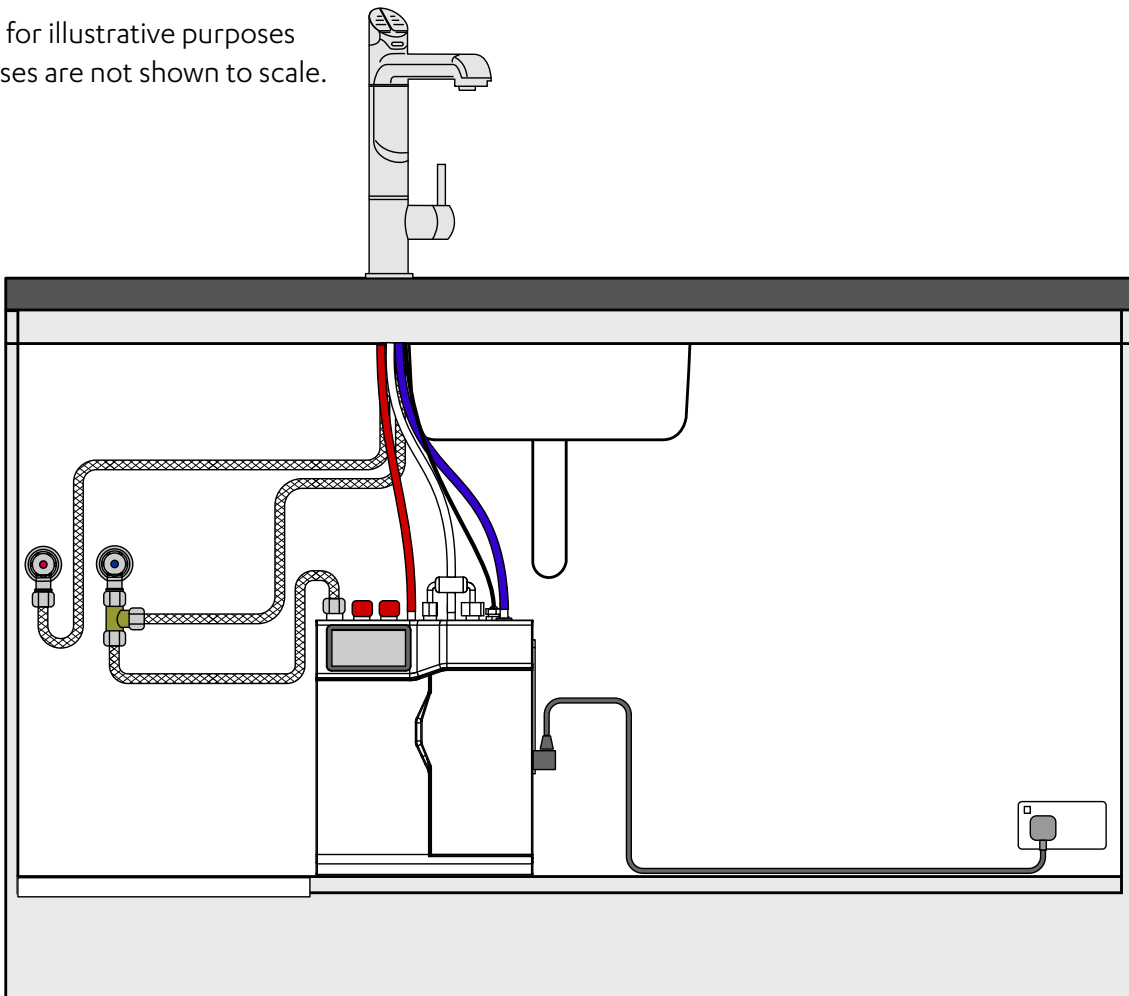 for illustrative purposes
ses are not shown to scale.